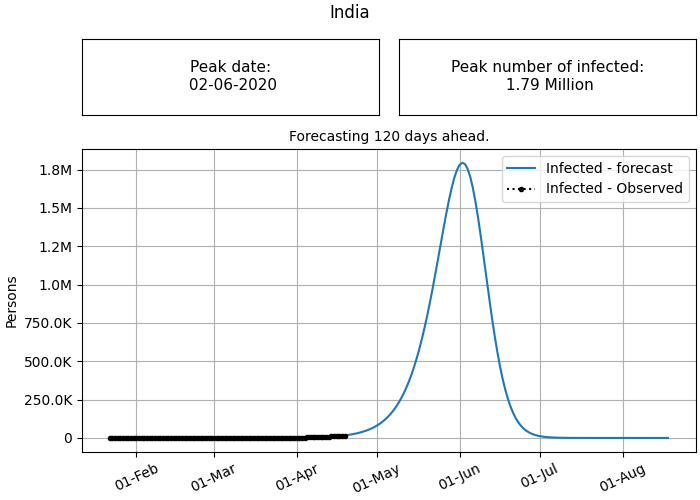 India
Peak date:
02-06-2020
Peak number of infected:
1.79 Million
Forecasting 120 days ahead.
Infected - forecast
Infected - Observed
Persons
1.8M
1.5M
1.2M
1.0M
750.0K
500.0K
250.0K
0
01-Feb
01-Mar
01-Apr
01-May
01-Jun
01-Jul
01-Aug